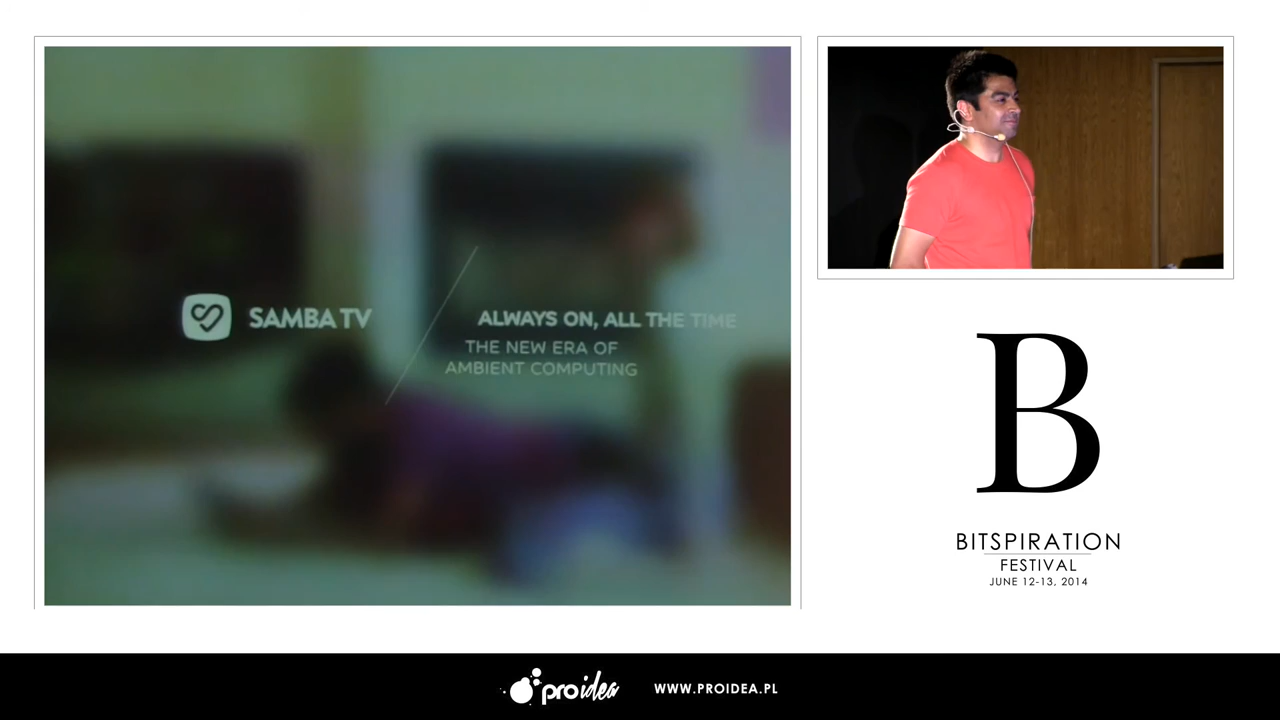 SAMBA TV
ALWAYS ON, ALL THE TIME
THE NEW ERA OF
AMBIENT COMPUTING
B
BITSPIRATION
FESTIVAL
JUNE 12-13, 2014
proidea
WWW.PROIDEA.PL